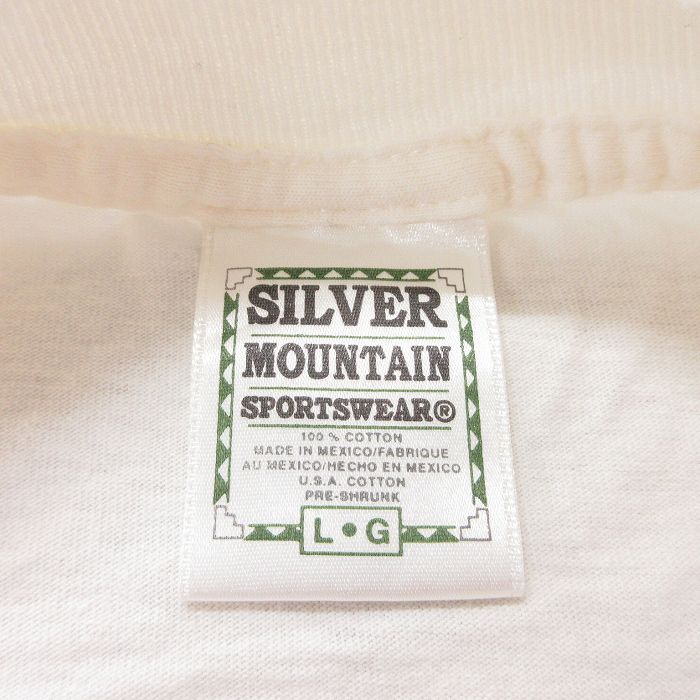 SILVER
MOUNTAIN
SPORTSWEAR®
100 % COTTON
MADE IN MEXICO/FABRIQUE
AU MEXICO/HECHO EN MEXICO
U.S.A. COTTON
PRE-SHRUNK
L • G